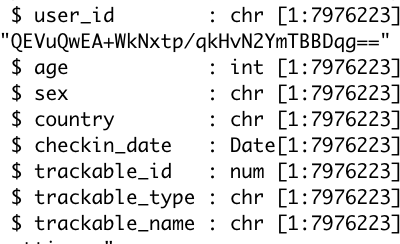 $ user_id : chr [1:7976223]
"QEVuQwEA+WkNxtp/qkHvN2YmTBBDqg=="
$ age : int [1:7976223]
$ sex : chr [1:7976223]
$ country : chr [1:7976223]
$ checkin_date : Date[1:7976223]
$ trackable_id : num [1:7976223]
$ trackable_type : chr [1:7976223]
$ trackable_name : chr [1:7976223]